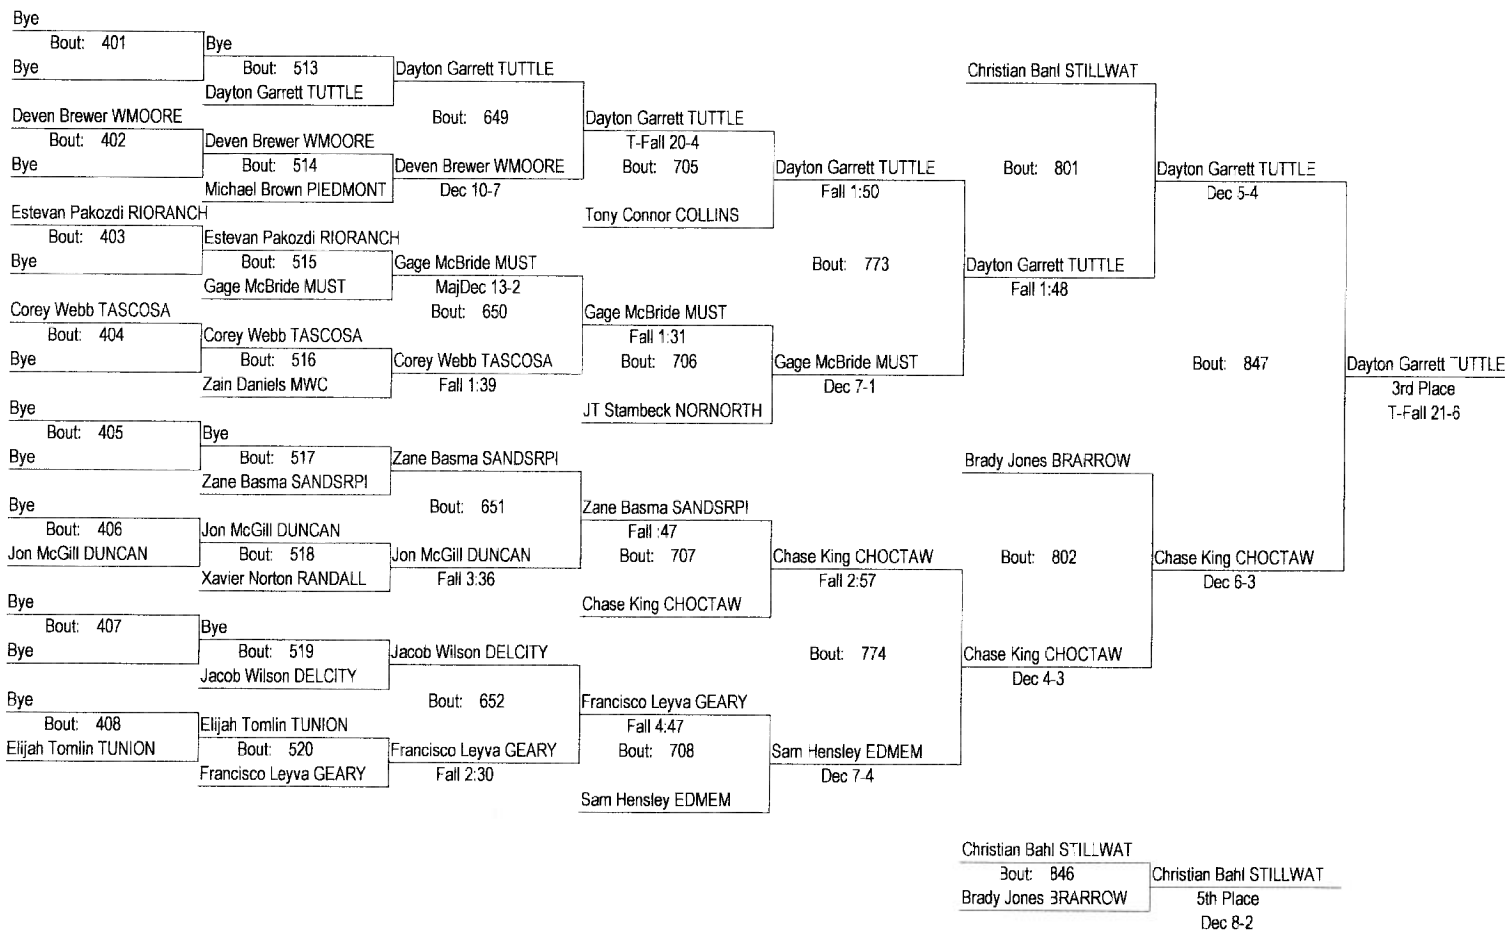 Bye
Bout: 401
Bye
Bye
Bout: 513
Dayton Garrett TUTTLE
Dayton Garrett TUTTLE
Deven Brewer WMOORE
Bout: 402
Bye
Deven Brewer WMOORE
Bout: 514
Michael Brown PIEDMONT
Bout: 649
Deven Brewer WMOORE
Dec 10-7
Dayton Garrett TUTTLE
T-Fall 20-4
Bout: 705
Tony Connor COLLINS
Dayton Garrett TUTTLE
Fall 1:50
Estevan Pakozdi RIORANCH
Bout: 403
Bye
Estevan Pakozdi RIORANCH
Bout: 515
Gage McBride MUST
Gage McBride MUST
MajDec 13-2
Bout: 650
Corey Webb TASCOSA
Bout: 404
Bye
Corey Webb TASCOSA
Bout: 516
Zain Daniels MWC
Corey Webb TASCOSA
Fall 1:39
Gage McBride MUST
Fall 1:31
Bout: 706
JT Stambeck NORNORTH
Gage McBride MUST
Dec 7-1
Bout: 773
Dayton Garrett TUTTLE
Fall 1:48
Christian Bahl STILLWAT
Bout: 801
Dayton Garrett TUTTLE
Dec 5-4
Bye
Bout: 405
Bye
Bye
Bout: 517
Zane Basma SANDSRPI
Zane Basma SANDSRPI
Bout: 651
Bye
Bout: 406
Jon McGill DUNCAN
Jon McGill DUNCAN
Bout: 518
Xavier Norton RANDALL
Jon McGill DUNCAN
Fall 3:36
Zane Basma SANDSRPI
Fall :47
Bout: 707
Chase King CHOCTAW
Chase King CHOCTAW
Fall 2:57
Bye
Bout: 407
Bye
Bye
Bout: 519
Jacob Wilson DELCITY
Jacob Wilson DELCITY
Bout: 652
Bye
Bout: 408
Elijah Tomlin TUNION
Elijah Tomlin TUNION
Bout: 520
Francisco Leyva GEARY
Francisco Leyva GEARY
Fall 2:30
Francisco Leyva GEARY
Fall 4:47
Bout: 708
Sam Hensley EDMEM
Sam Hensley EDMEM
Dec 7-4
Bout: 774
Chase King CHOCTAW
Dec 4-3
Brady Jones BRARROW
Bout: 802
Chase King CHOCTAW
Dec 6-3
Bout: 847
Dayton Garrett TUTTLE
3rd Place
T-Fall 21-6
Christian Bahl STILLWAT
Bout: 846
Brady Jones BRARROW
Christian Bahl STILLWAT
5th Place
Dec 8-2